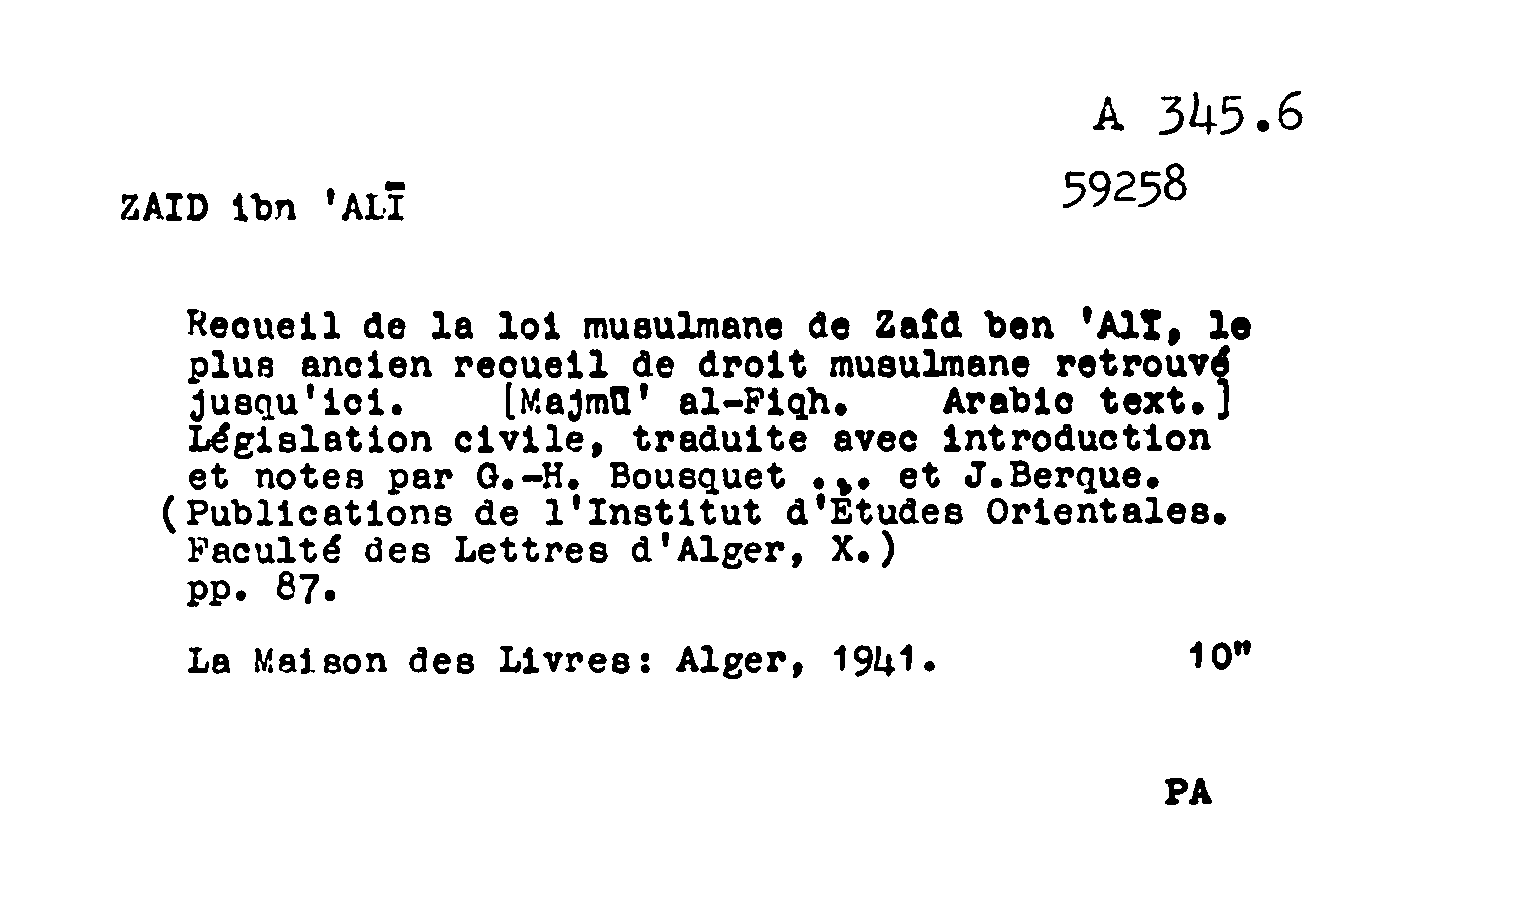 A 345.6
59258
ZAID ibn 'ALĪ
Recueil de la loi musulmane de Zaîd ben 'Alī, le
plus ancien recueil de droit musulmane retrouvé
jusqu'ici. [Majmū' al-Fiqh. Arabic text.]
Législation civile, traduite avec introduction
et notes par G.-H. Bousquet ... et J.Berque.
(Publications de l'Institut d'Études Orientales.
Faculté des Lettres d'Alger, X.)
pp. 87.
La Maison des Livres: Alger, 1941. 10"
PA